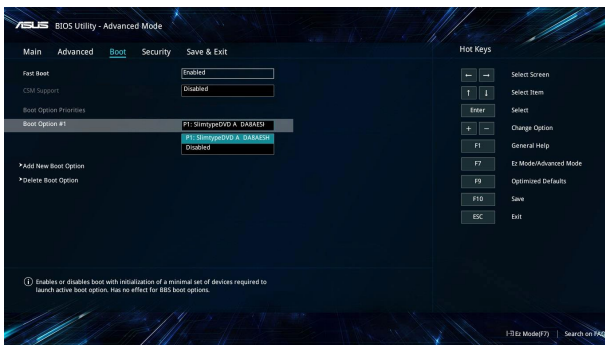 ASUS BIOS Utility - Advanced Mode
Main Advanced Boot Security Save & Exit
Hot Keys
Fast Boot Enabled
CSM Support Disabled
Boot Option Priorities
Boot Option #1 P1: SlimtypeDVD A DA8AESI
P1: SlimtypeDVD A DA8AESH
Disabled
Add New Boot Option
Delete Boot Option
← → Select Screen
↑ ↓ Select Item
Enter Select
+ − Change Option
F1 General Help
F7 Ez Mode/Advanced Mode
F9 Optimized Defaults
F10 Save
ESC Exit
Enables or disables boot with initialization of a minimal set of devices required to
launch active boot option. Has no effect for BBS boot options.
Ez Mode(F7) | Search on FAQ